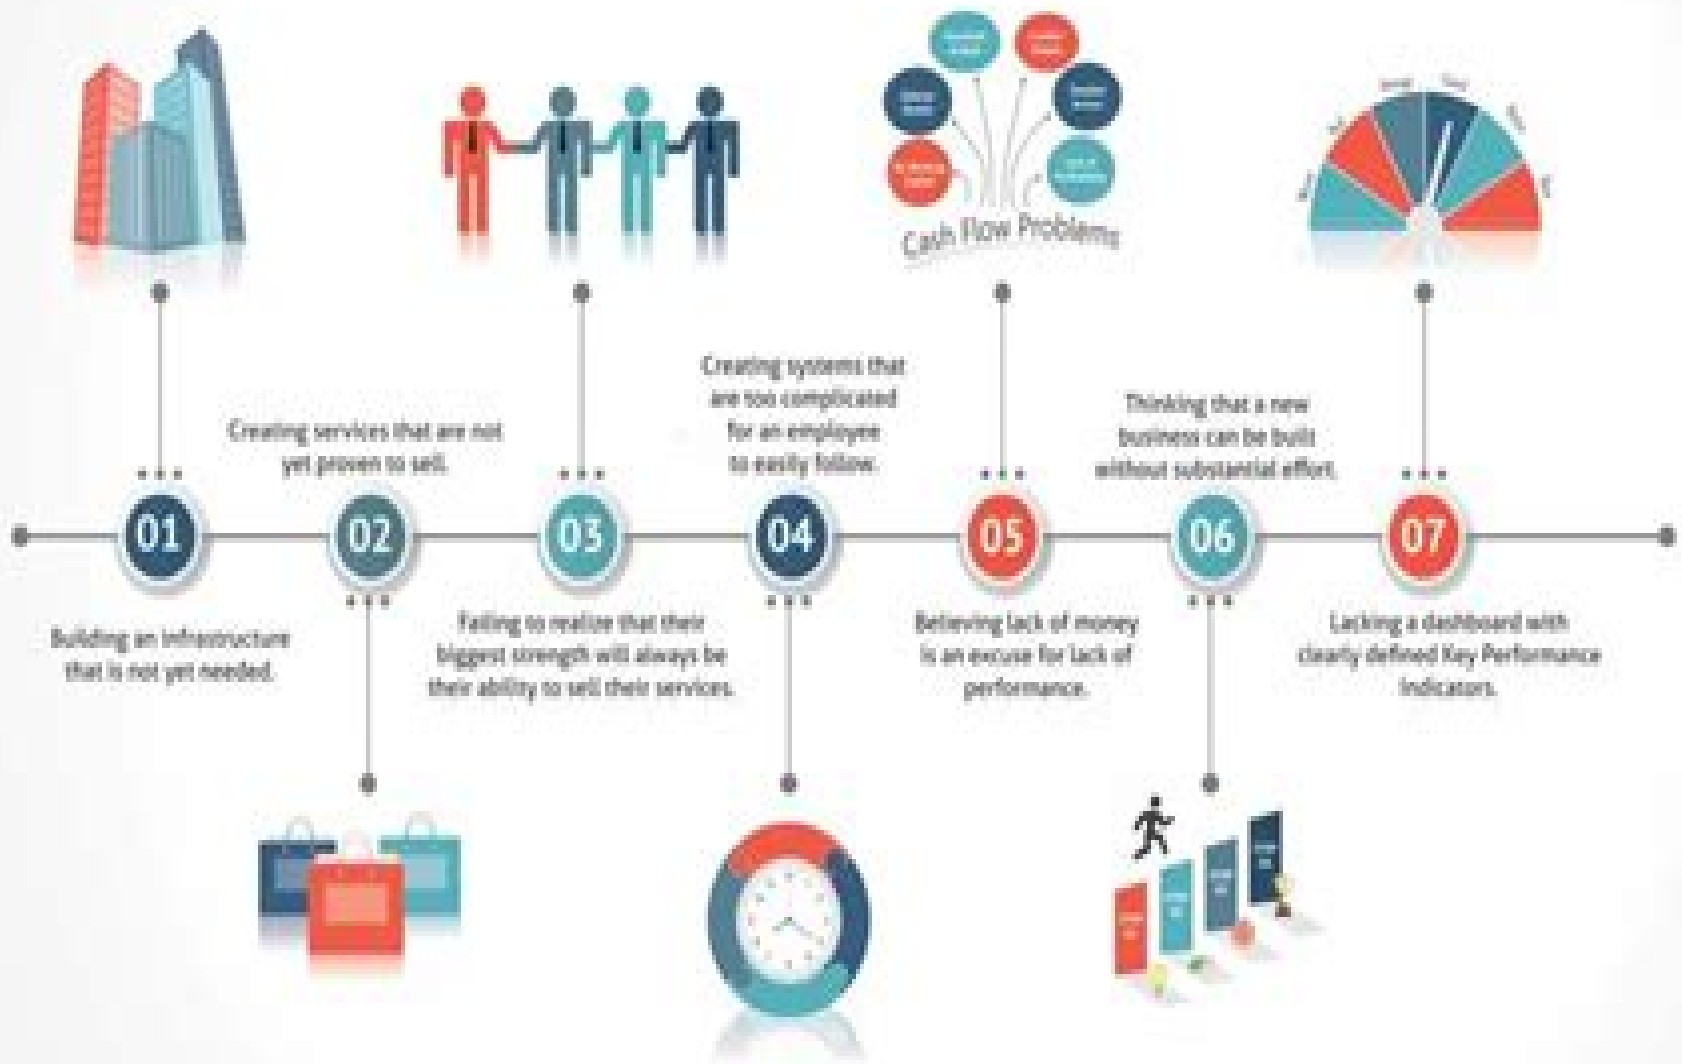 Cash Flow Problems
Creating services that are not
yet proven to sell.
Creating systems that
are too complicated
for an employee
to easily follow.
Thinking that a new
business can be built
without substantial effort.
01
02
03
04
05
06
07
Building an infrastructure
that is not yet needed.
Failing to realize that their
biggest strength will always be
their ability to sell their services.
Believing lack of money
is an excuse for lack of
performance.
Lacking a dashboard with
clearly defined Key Performance
Indicators.